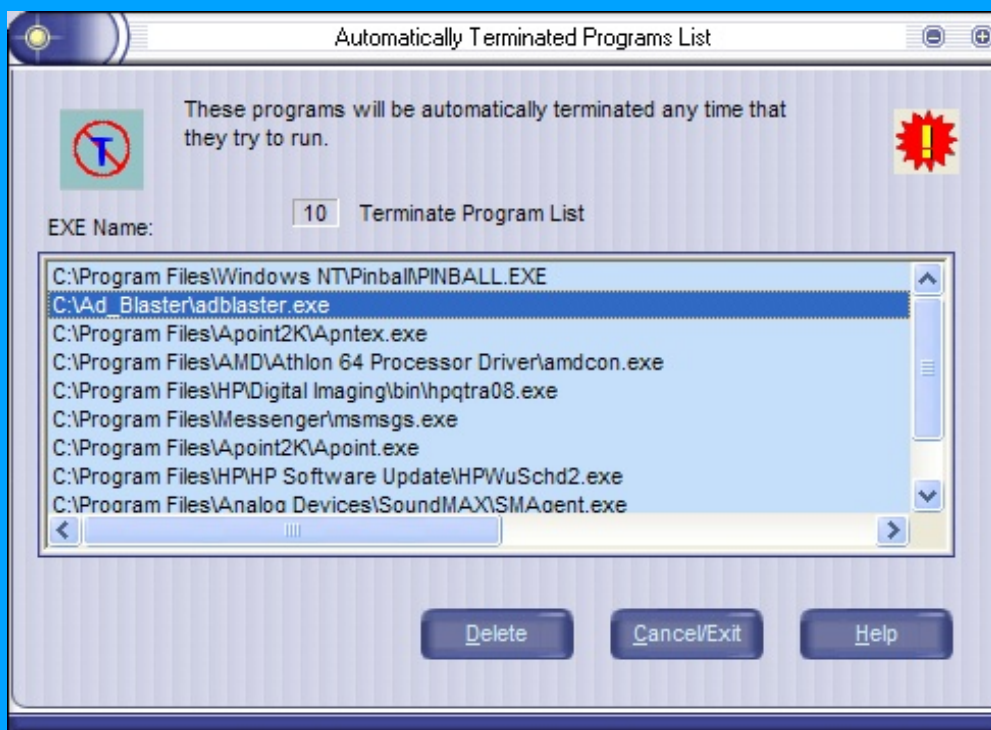 Automatically Terminated Programs List
These programs will be automatically terminated any time that
they try to run.
T
!
10 Terminate Program List
EXE Name:
C:\Program Files\Windows NT\Pinball\PINBALL.EXE
C:\Ad_Blaster\adblaster.exe
C:\Program Files\Apoint2K\Apntex.exe
C:\Program Files\AMD\Athlon 64 Processor Driver\amdcon.exe
C:\Program Files\HP\Digital Imaging\bin\hpqtra08.exe
C:\Program Files\Messenger\msmsgs.exe
C:\Program Files\Apoint2K\Apoint.exe
C:\Program Files\HP\HP Software Update\HPWuSchd2.exe
C:\Program Files\Analog Devices\SoundMAX\SMAgent.exe
Delete Cancel/Exit Help